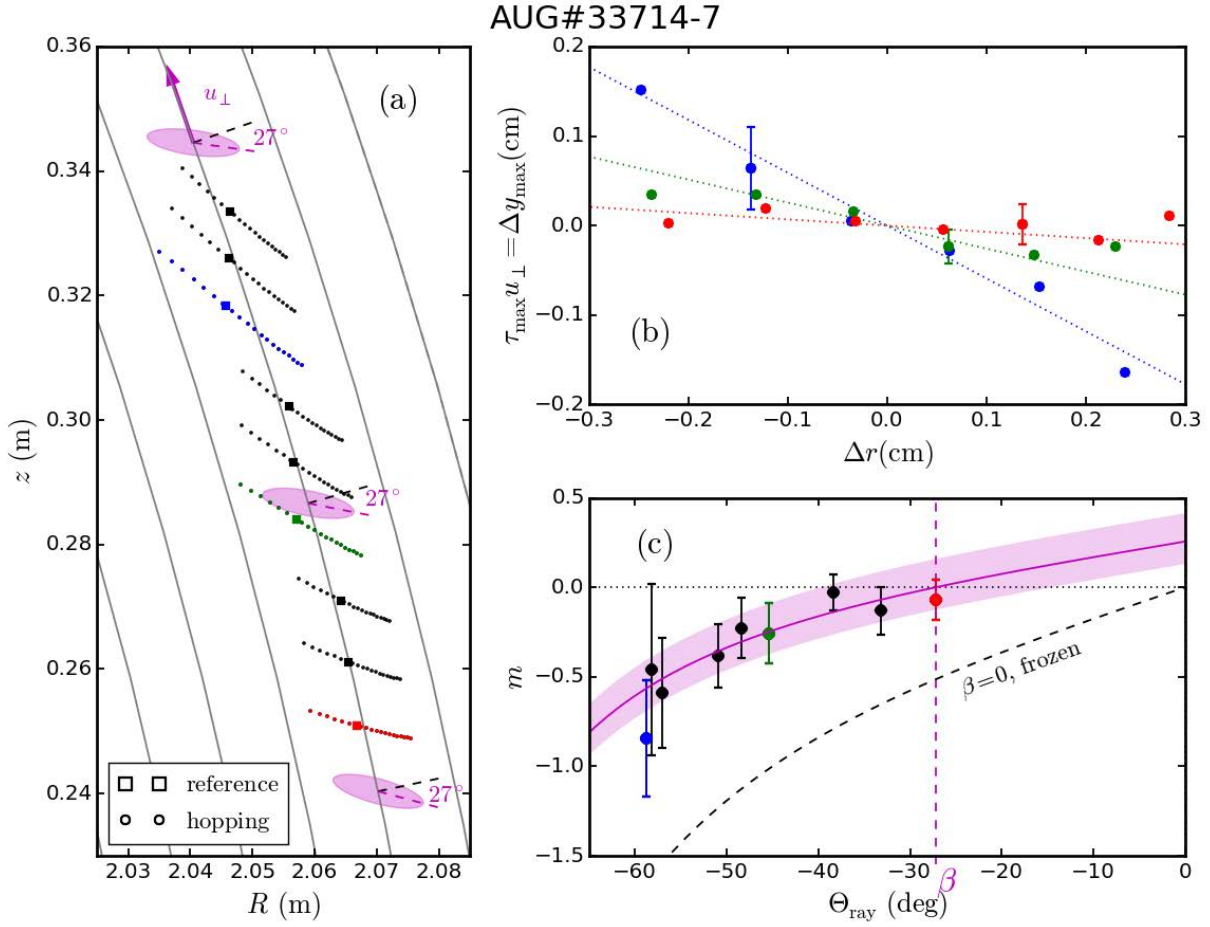 AUG#33714-7
(a)
u⊥
27°
27°
27°
0.36
0.34
0.32
0.30
0.28
0.26
0.24
z (m)
2.03 2.04 2.05 2.06 2.07 2.08
R (m)
reference
hopping
(b)
0.2
0.1
0.0
−0.1
−0.2
τmax u⊥ = Δymax(cm)
−0.3 −0.2 −0.1 0.0 0.1 0.2 0.3
Δr(cm)
(c)
0.5
0.0
−0.5
−1.0
−1.5
m
β=0, frozen
−60 −50 −40 −30 −20 −10 0
β
Θray (deg)